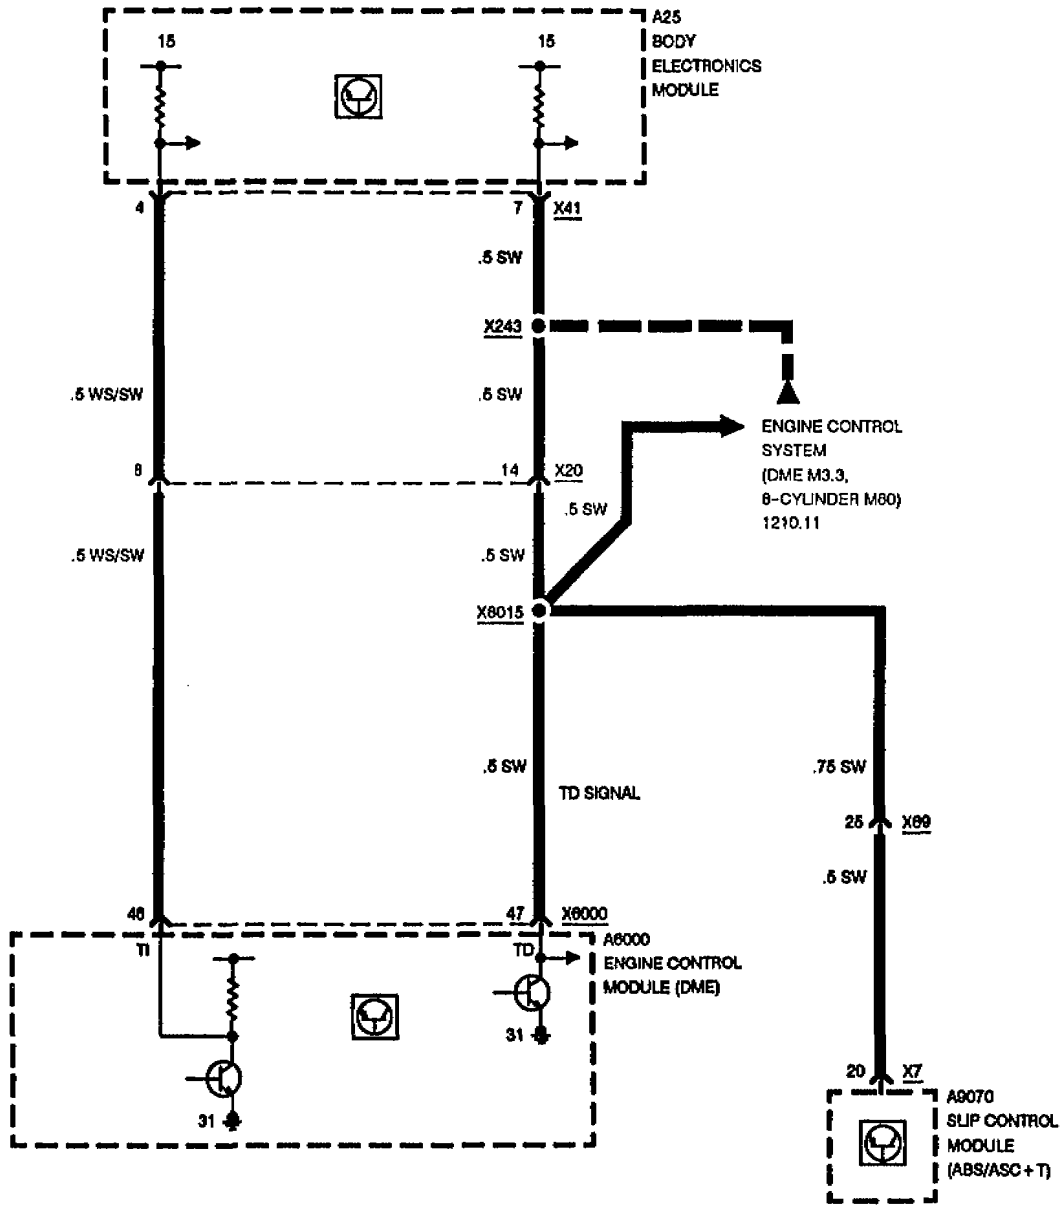 A25
BODY
ELECTRONICS
MODULE
15
15
4
7
X41
.5 SW
X243
.5 WS/SW
.5 SW
ENGINE CONTROL
SYSTEM
(DME M3.3,
8-CYLINDER M60)
1210.11
8
14
X20
.5 SW
.5 WS/SW
.5 SW
X6015
.5 SW
TD SIGNAL
.75 SW
25
X69
.5 SW
46
47
X6000
TI
TD
A6000
ENGINE CONTROL
MODULE (DME)
31
31
20
X7
A9070
SLIP CONTROL
MODULE
(ABS/ASC+T)